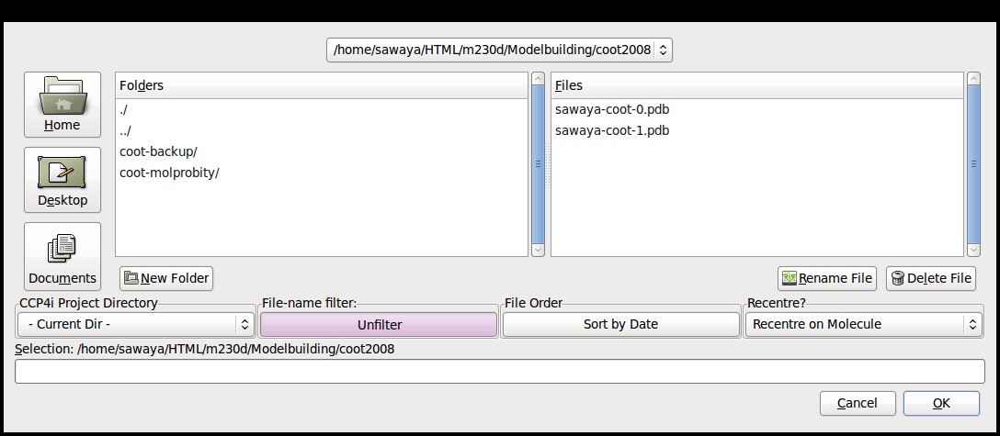 /home/sawaya/HTML/m230d/Modelbuilding/coot2008
Home
Desktop
Documents
Folders
./
../
coot-backup/
coot-molprobity/
Files
sawaya-coot-0.pdb
sawaya-coot-1.pdb
New Folder
Rename File
Delete File
CCP4i Project Directory
- Current Dir -
File-name filter:
Unfilter
File Order
Sort by Date
Recentre?
Recentre on Molecule
Selection: /home/sawaya/HTML/m230d/Modelbuilding/coot2008
Cancel
OK